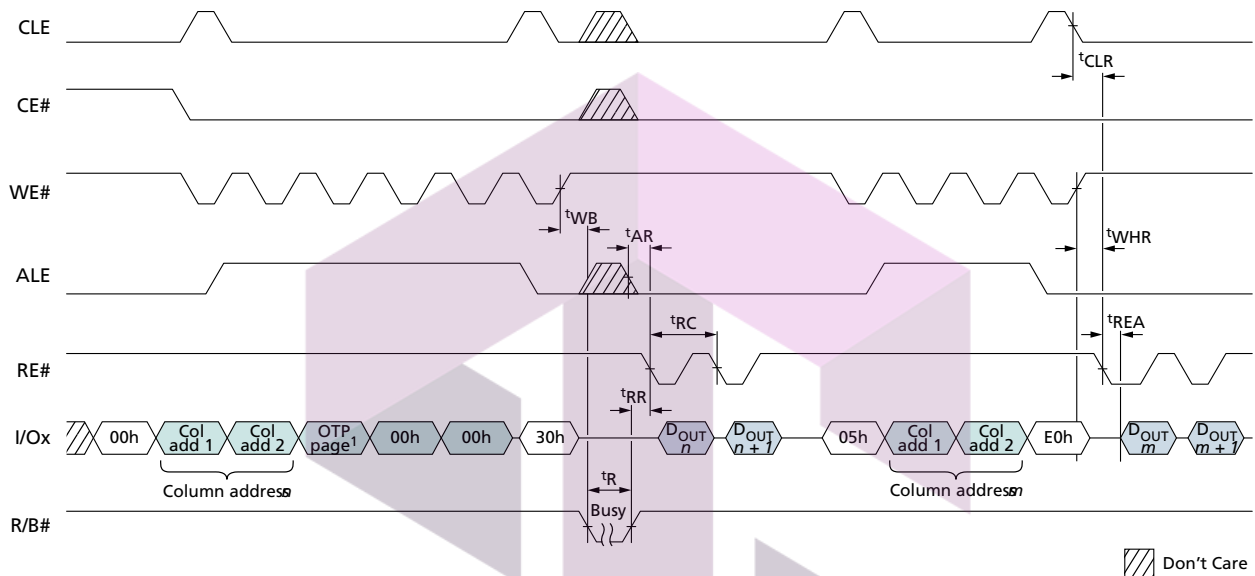 CLE
tCLR
CE#
WE#
tWB
tAR
tWHR
ALE
tRC
tREA
RE#
tRR
I/Ox
00h
Col add 1
Col add 2
OTP page1
00h
00h
30h
DOUT n
DOUT n + 1
05h
Col add 1
Col add 2
E0h
DOUT m
DOUT m + 1
Column address n
tR
Column address m
R/B#
Busy
Don't Care